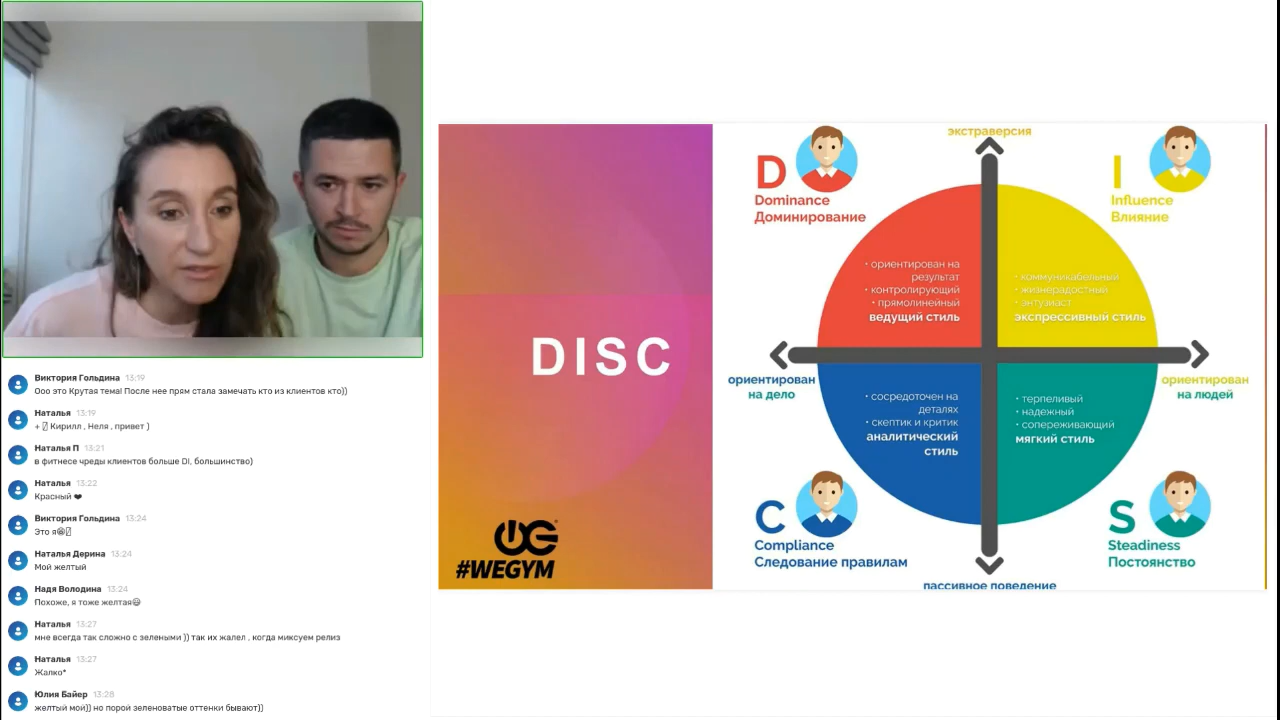 Виктория Гольдина 13:19
Ооо это Крутая тема! После нее прям стала замечать кто из клиентов кто))
Наталья 13:19
+ Кирилл , Неля , привет )
Наталья П 13:21
в фитнесе чреды клиентов больше DI, большинство)
Наталья 13:22
Красный ❤
Виктория Гольдина 13:24
Это я😁
Наталья Дерина 13:24
Мой желтый
Надя Володина 13:24
Похоже, я тоже желтая😃
Наталья 13:27
мне всегда так сложно с зелеными )) так их жалел , когда миксуем релиз
Наталья 13:27
Жалко*
Юлия Байер 13:28
желтый мой)) но порой зеленоватые оттенки бывают))
DISC
UG
#WEGYM
экстраверсия
D
Dominance
Доминирование
I
Influence
Влияние
• ориентирован на
результат
• контролирующий
• прямолинейный
ведущий стиль
• коммуникабельный
• жизнерадостный
• энтузиаст
экспрессивный стиль
ориентирован
на дело
ориентирован
на людей
• сосредоточен на
деталях
• скептик и критик
аналитический
стиль
• терпеливый
• надежный
• сопереживающий
мягкий стиль
C
Compliance
Следование правилам
S
Steadiness
Постоянство
пассивное поведение